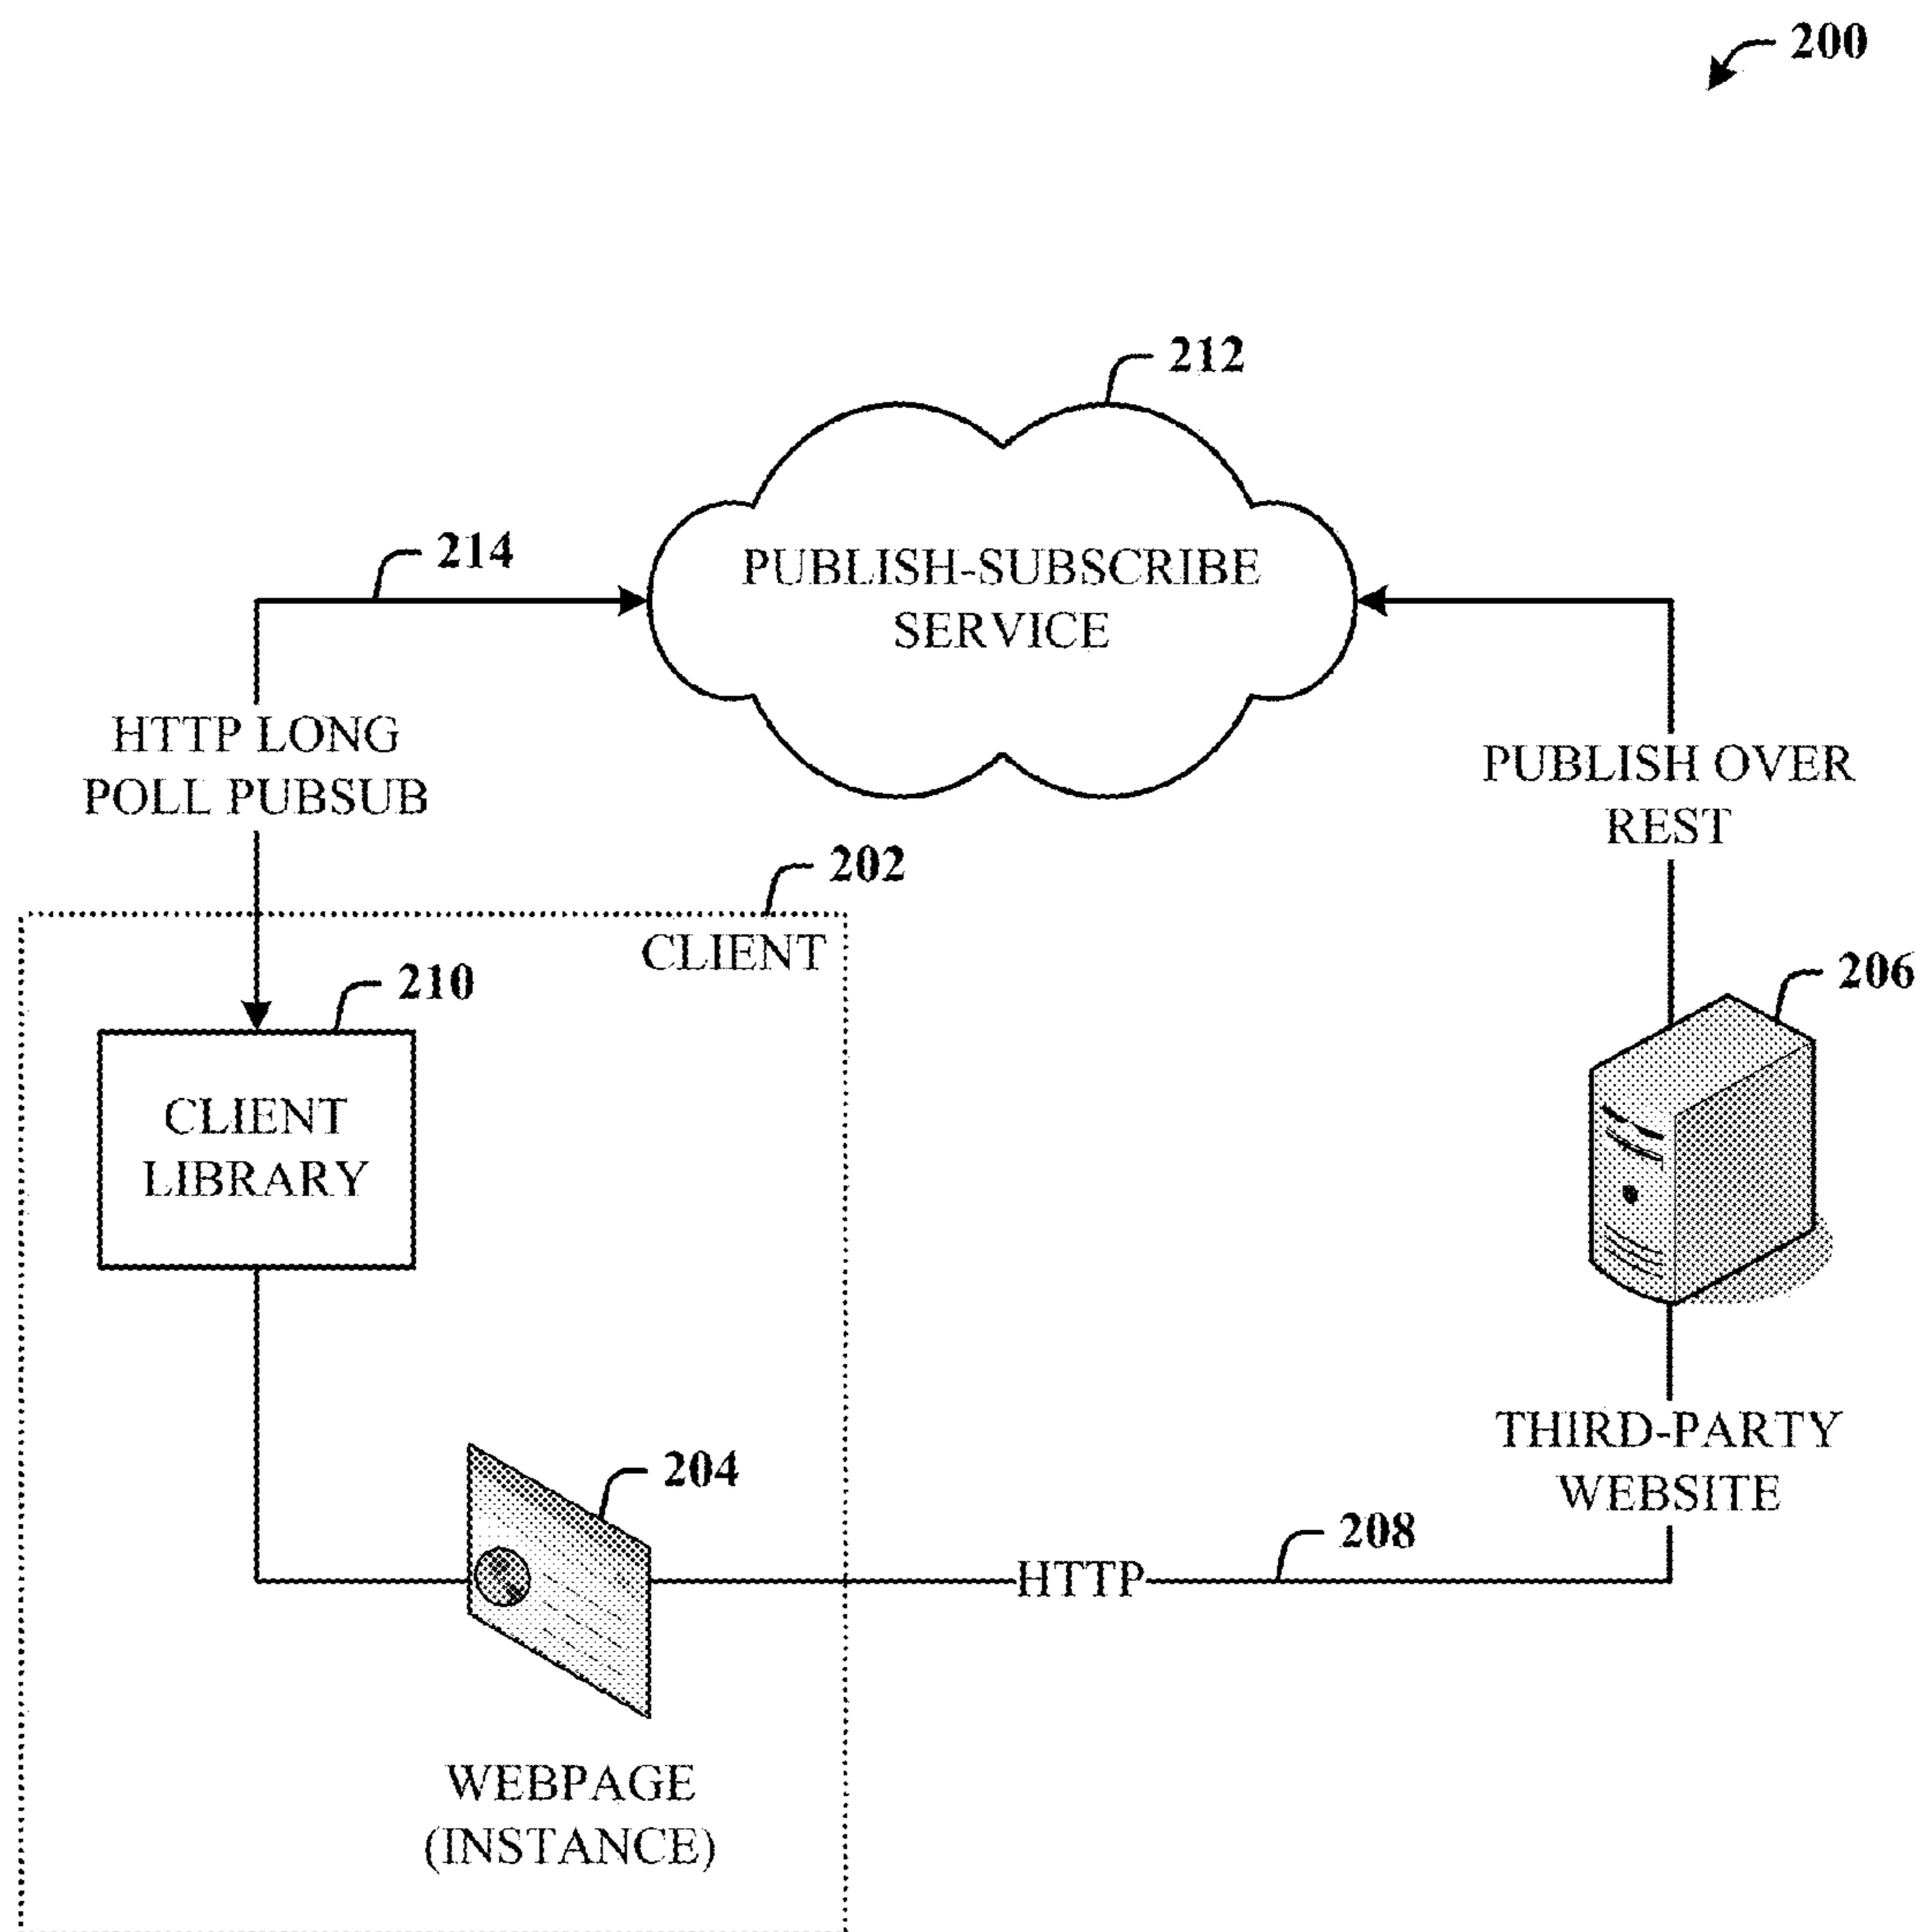 200
212
PUBLISH-SUBSCRIBE
SERVICE
214
HTTP LONG
POLL PUBSUB
PUBLISH OVER
REST
202
CLIENT
210
206
CLIENT
LIBRARY
THIRD-PARTY
WEBSITE
204
208
HTTP
WEBPAGE
(INSTANCE)